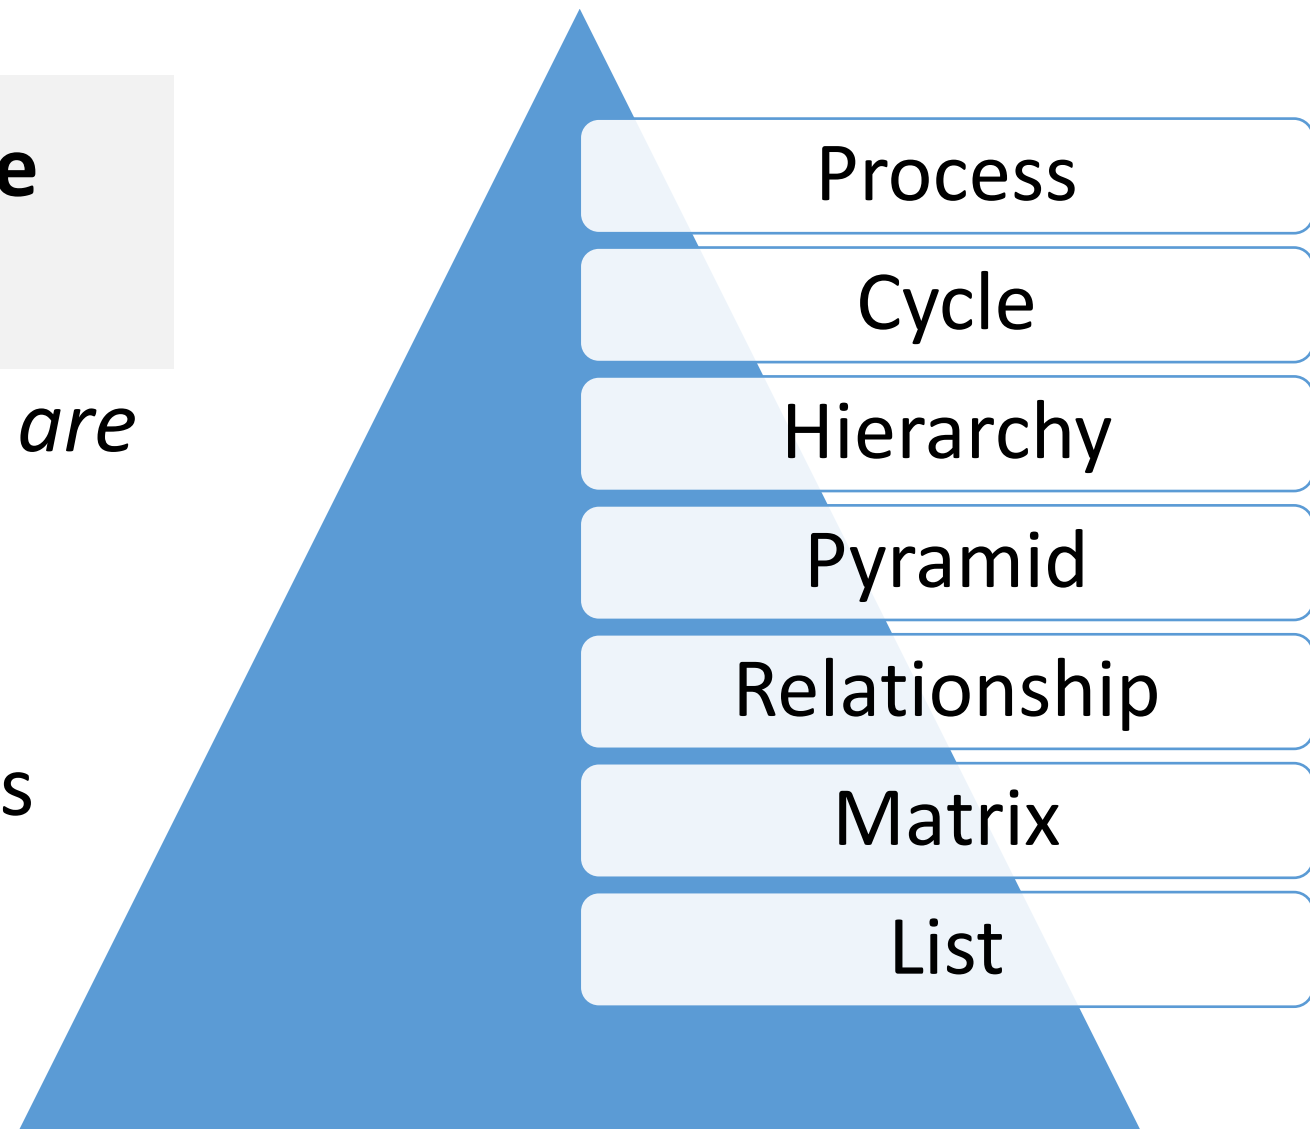 e
are
s
Process
Cycle
Hierarchy
Pyramid
Relationship
Matrix
List